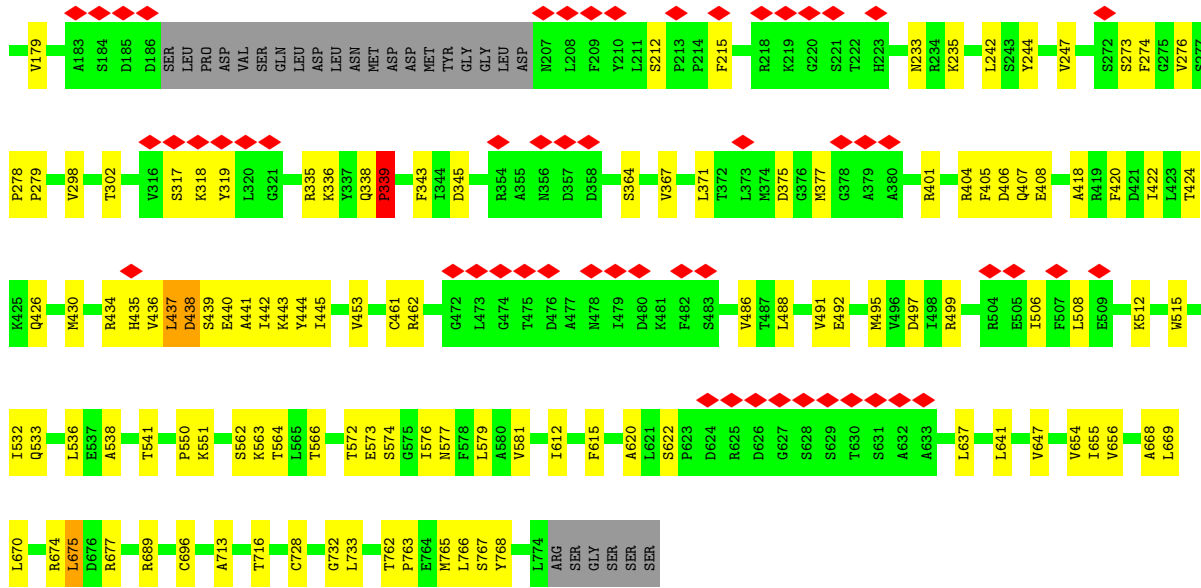 V179 A183 S184 D185 D186 SER LEU PRO ASP VAL SER GLN LEU ASP LEU ASN MET ASP ASP MET TYR GLY GLY LEU ASP N207 L208 F209 Y210 L211 S212 P213 P214 F215 R218 K219 G220 S221 T222 H223 N233 R234 K235 L242 S243 Y244 V247 S272 S273 F274 G275 V276 S277
P278 P279 V298 T302 V316 S317 K318 Y319 L320 G321 R335 K336 Y337 Q338 P339 F343 I344 D345 R354 A355 N356 D357 D358 S364 V367 L371 T372 L373 M374 D375 G376 M377 G378 A379 A380 R401 R404 F405 D406 Q407 E408 A418 R419 F420 D421 I422 L423 T424
K425 Q426 M430 R434 H435 V436 L437 D438 S439 E440 A441 I442 K443 Y444 I445 V453 C461 R462 G472 L473 G474 T475 D476 A477 N478 I479 D480 K481 F482 S483 V486 T487 L488 V491 E492 M495 V496 D497 I498 R499 R504 E505 I506 F507 L508 E509 K512 W515
I532 Q533 L536 E537 A538 T541 P550 K551 S562 K563 T564 L565 T566 T572 E573 S574 G575 I576 N577 F578 L579 A580 V581 I612 F615 A620 L621 S622 P623 D624 R625 D626 G627 S628 S629 T630 S631 A632 A633 L637 L641 V647 V654 I655 V656 A668 L669
L670 R674 L675 D676 R677 R689 C696 A713 T716 C728 G732 L733 T762 P763 E764 M765 L766 S767 Y768 L774 ARG SER GLY SER SER SER